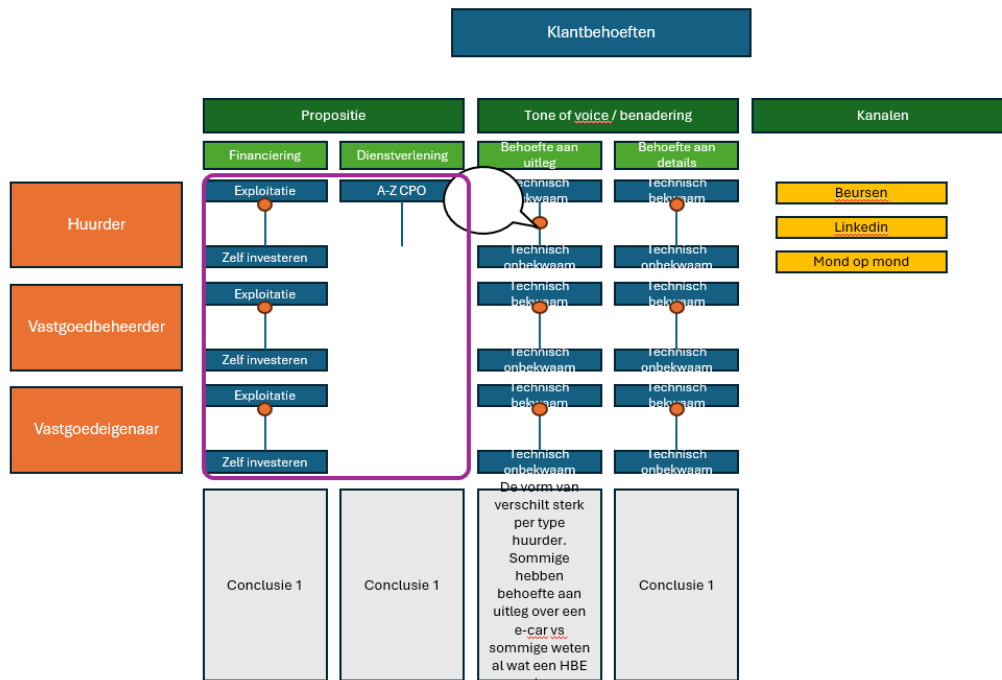 Klantbehoeften
Propositie
Tone of voice / benadering
Kanalen
Financiering
Dienstverlening
Behoefte aan
uitleg
Behoefte aan
details
Huurder
Exploitatie
A-Z CPO
Technisch
bekwaam
Technisch
bekwaam
Beursen
Linkedin
Mond op mond
Zelf investeren
Technisch
onbekwaam
Technisch
onbekwaam
Vastgoedbeheerder
Exploitatie
Technisch
bekwaam
Technisch
bekwaam
Zelf investeren
Technisch
onbekwaam
Technisch
onbekwaam
Vastgoedeigenaar
Exploitatie
Technisch
bekwaam
Technisch
bekwaam
Zelf investeren
Technisch
onbekwaam
Technisch
onbekwaam
Conclusie 1
Conclusie 1
De vorm van
verschilt sterk
per type
huurder.
Sommige
hebben
behoefte aan
uitleg over een
e-car vs
sommige weten
al wat een HBE
Conclusie 1